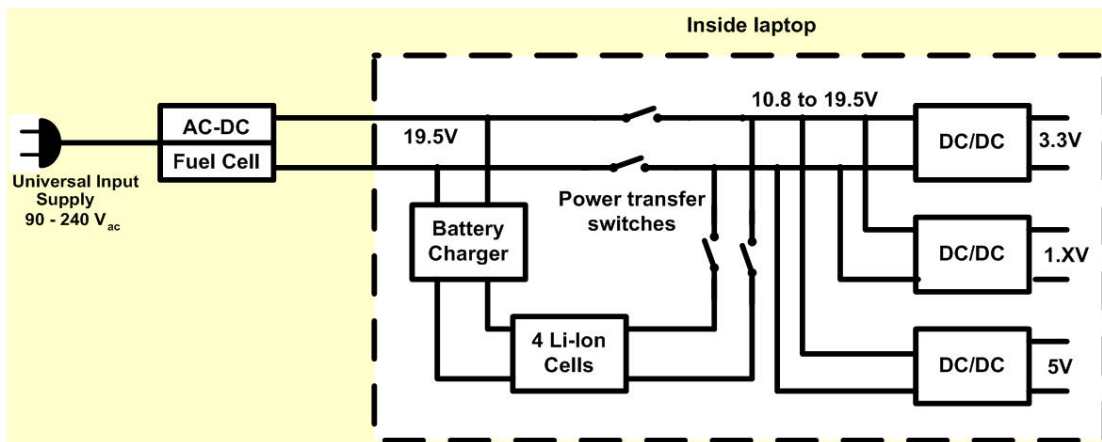 Inside laptop
10.8 to 19.5V
AC-DC
Fuel Cell
19.5V
DC/DC
3.3V
Universal Input
Supply
90 - 240 Vac
Power transfer
switches
Battery
Charger
DC/DC
1.XV
4 Li-Ion
Cells
DC/DC
5V